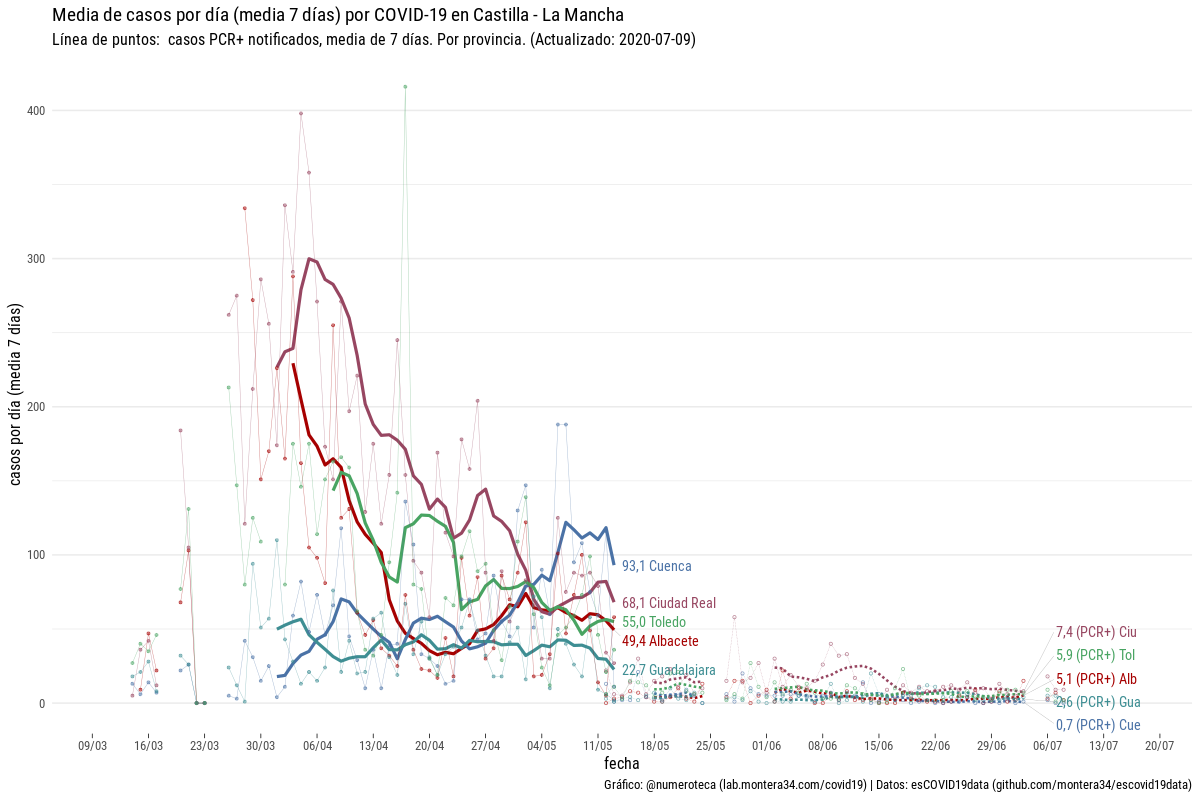 Media de casos por día (media 7 días) por COVID-19 en Castilla - La Mancha
Línea de puntos:  casos PCR+ notificados, media de 7 días. Por provincia. (Actualizado: 2020-07-09)
casos por día (media 7 días)
400
300
200
100
0
93,1 Cuenca
68,1 Ciudad Real
55,0 Toledo
49,4 Albacete
22,7 Guadalajara
7,4 (PCR+) Ciu
5,9 (PCR+) Tol
5,1 (PCR+) Alb
2,6 (PCR+) Gua
0,7 (PCR+) Cue
09/03 16/03 23/03 30/03 06/04 13/04 20/04 27/04 04/05 11/05 18/05 25/05 01/06 08/06 15/06 22/06 29/06 06/07 13/07 20/07
fecha
Gráfico: @numeroteca (lab.montera34.com/covid19) | Datos: esCOVID19data (github.com/montera34/escovid19data)